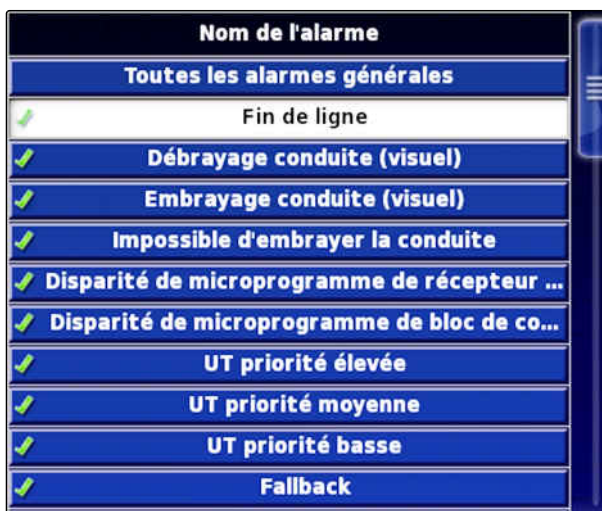 Nom de l'alarme
Toutes les alarmes générales
Fin de ligne
Débrayage conduite (visuel)
Embrayage conduite (visuel)
Impossible d'embrayer la conduite
Disparité de microprogramme de récepteur ...
Disparité de microprogramme de bloc de co...
UT priorité élevée
UT priorité moyenne
UT priorité basse
Fallback